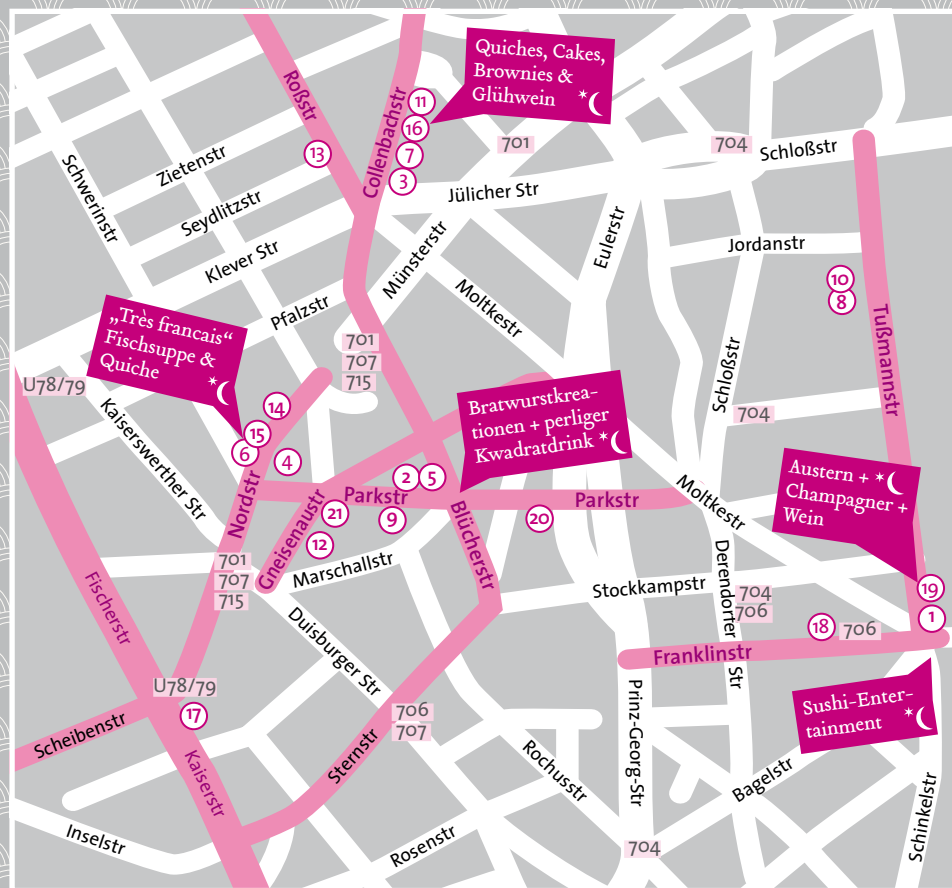 Quiches, Cakes,
Brownies &
Glühwein
Roßstr
Collenbachstr
11
16
13
7
3
701
704
Schloßstr
Schwerinstr
Zietenstr
Seydlitzstr
Jülicher Str
Klever Str
Münsterstr
Eulerstr
Jordanstr
10
8
Moltkestr
Pfalzstr
Tußmannstr
„Très francais“
Fischsuppe &
Quiche
701
707
715
U78/79
Schloßstr
704
Bratwurstkrea-
tionen + perliger
Kwadratdrink
14
15
6
4
Kaiserswerther Str
Nordstr
2
5
Parkstr
21
9
12
Gneisenaustr
Blücherstr
20
Parkstr
Moltkestr
Austern +
Champagner +
Wein
Marschallstr
701
707
715
Fischerstr
Duisburger Str
Stockkampstr
Derendorfer Str
704
706
19
1
18
706
Franklinstr
U78/79
17
Scheibenstr
Kaiserstr
706
707
Sternstr
Prinz-Georg-Str
Sushi-Enter-
tainment
Rochusstr
Bagelstr
Schinkelstr
Inselstr
Rosenstr
704